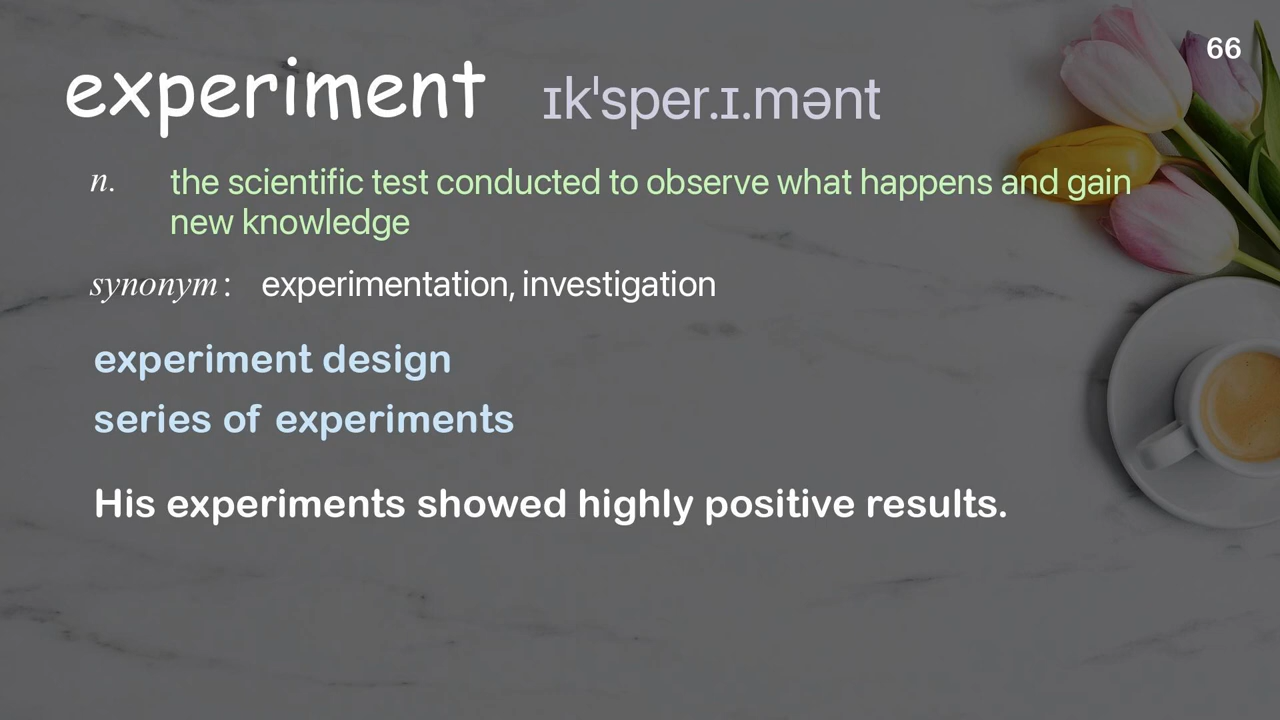 66
experiment ɪkˈsper.ɪ.mənt
n. the scientific test conducted to observe what happens and gain
new knowledge
synonym: experimentation, investigation
experiment design
series of experiments
His experiments showed highly positive results.